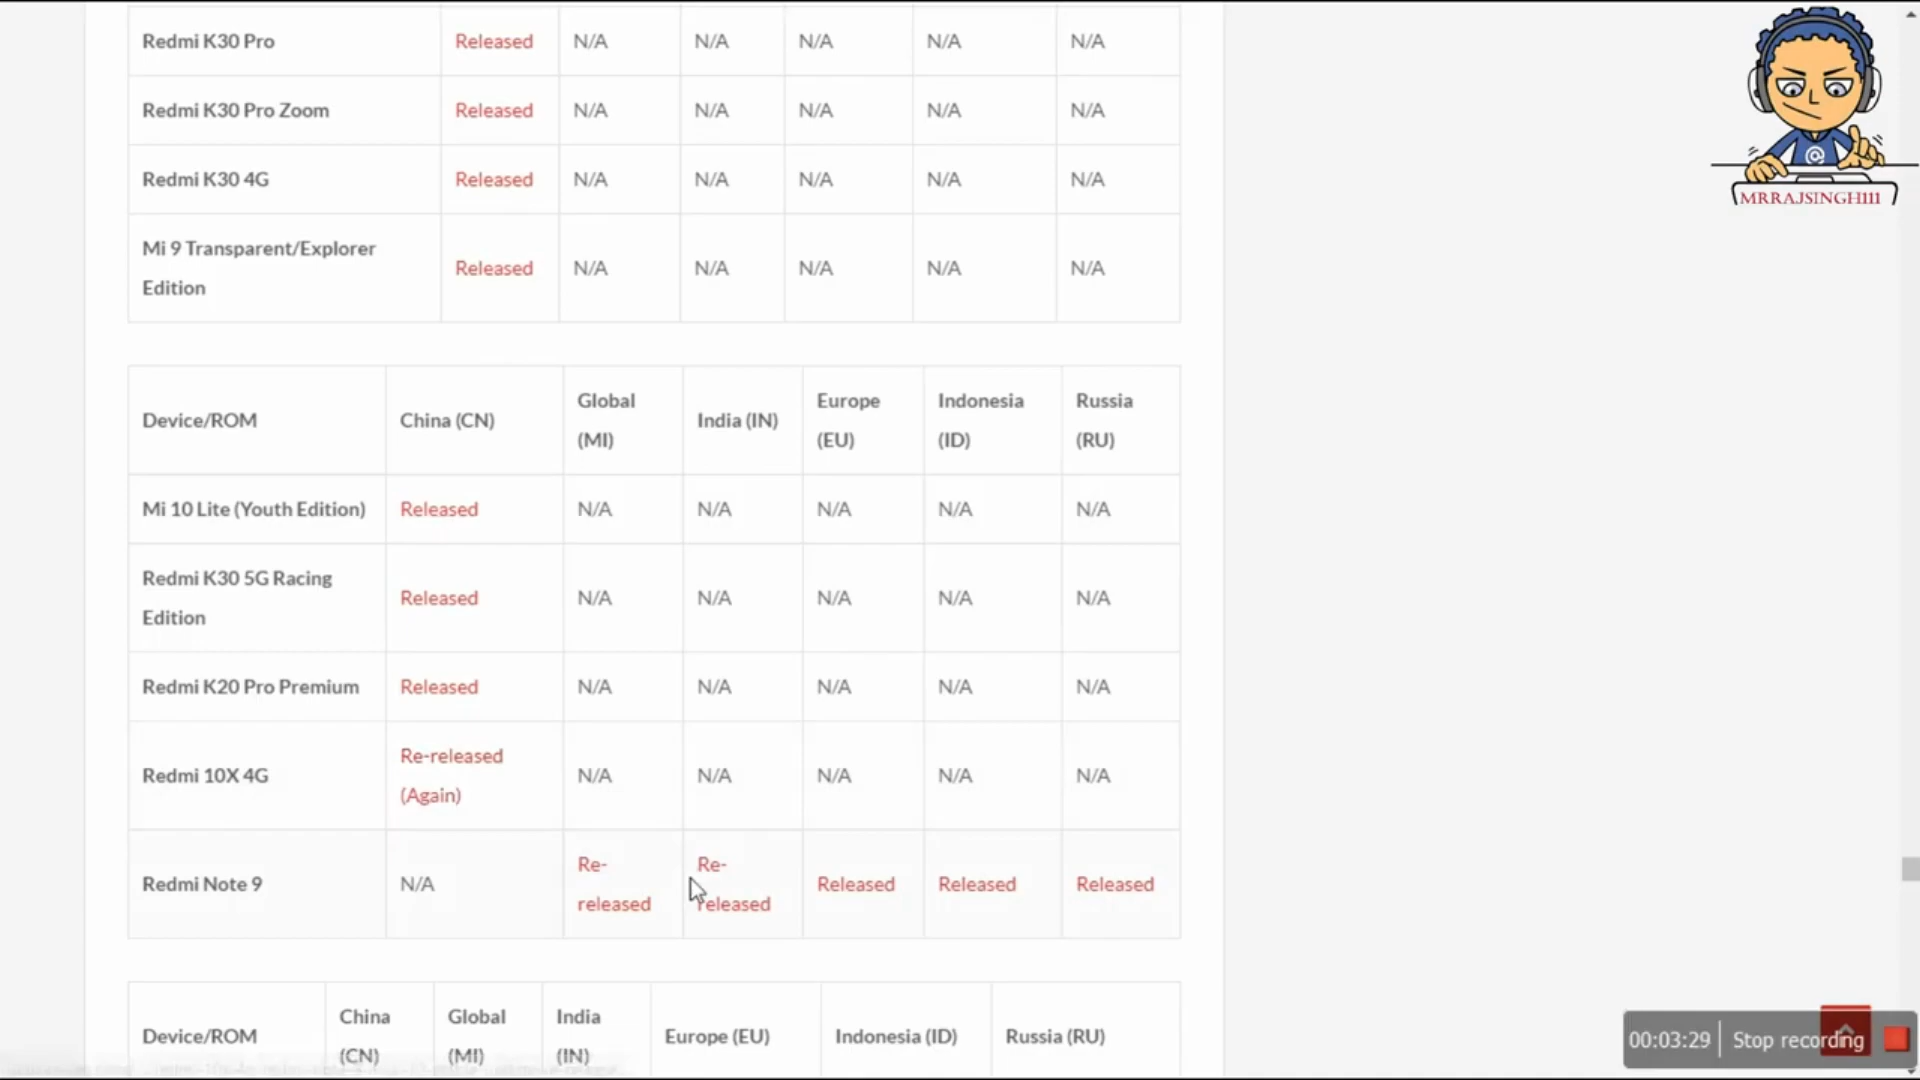 Redmi K30 Pro Released N/A N/A N/A N/A N/A
Redmi K30 Pro Zoom Released N/A N/A N/A N/A N/A
Redmi K30 4G Released N/A N/A N/A N/A N/A
Mi 9 Transparent/Explorer
Edition Released N/A N/A N/A N/A N/A
Device/ROM China (CN) Global
(MI) India (IN) Europe
(EU) Indonesia
(ID) Russia
(RU)
Mi 10 Lite (Youth Edition) Released N/A N/A N/A N/A N/A
Redmi K30 5G Racing
Edition Released N/A N/A N/A N/A N/A
Redmi K20 Pro Premium Released N/A N/A N/A N/A N/A
Redmi 10X 4G Re-released
(Again) N/A N/A N/A N/A N/A
Redmi Note 9 N/A Re-
released Re-
released Released Released Released
Device/ROM China
(CN) Global
(MI) India
(IN) Europe (EU) Indonesia (ID) Russia (RU)
@
MRRAJSINGH111
00:03:29 Stop recording